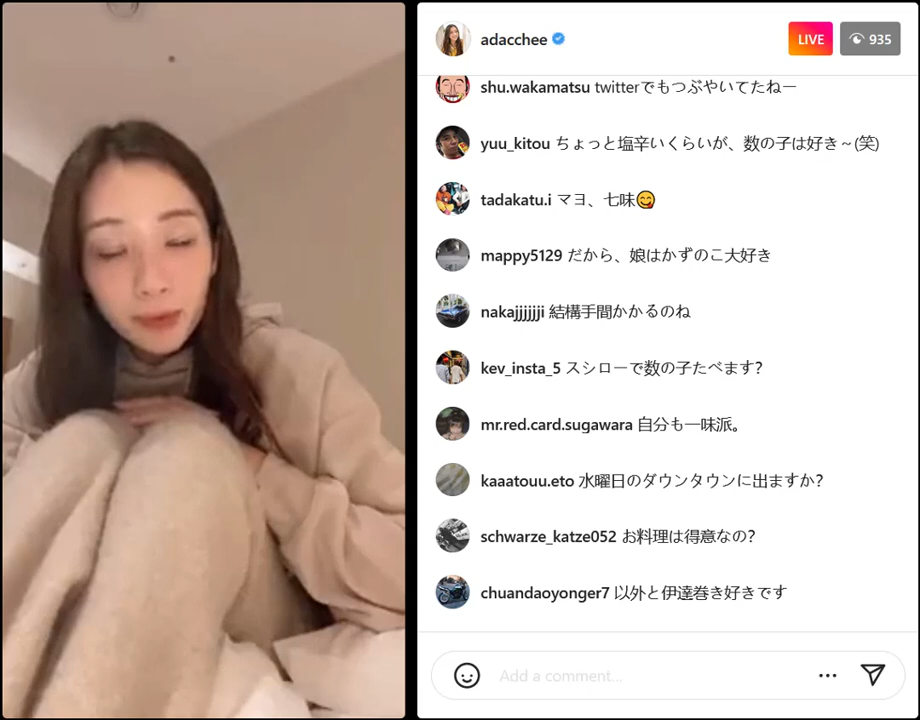 adacchee
LIVE
935
shu.wakamatsu twitterでもつぶやいてたねー
yuu_kitou ちょっと塩辛いくらいが、数の子は好き～(笑)
tadakatu.i マヨ、七味😋
mappy5129 だから、娘はかずのこ大好き
nakajjjjjji 結構手間かかるのね
kev_insta_5 スシローで数の子たべます?
mr.red.card.sugawara 自分も一味派。
kaaatouu.eto 水曜日のダウンタウンに出ますか?
schwarze_katze052 お料理は得意なの?
chuandaoyonger7 以外と伊達巻き好きです
Add a comment...